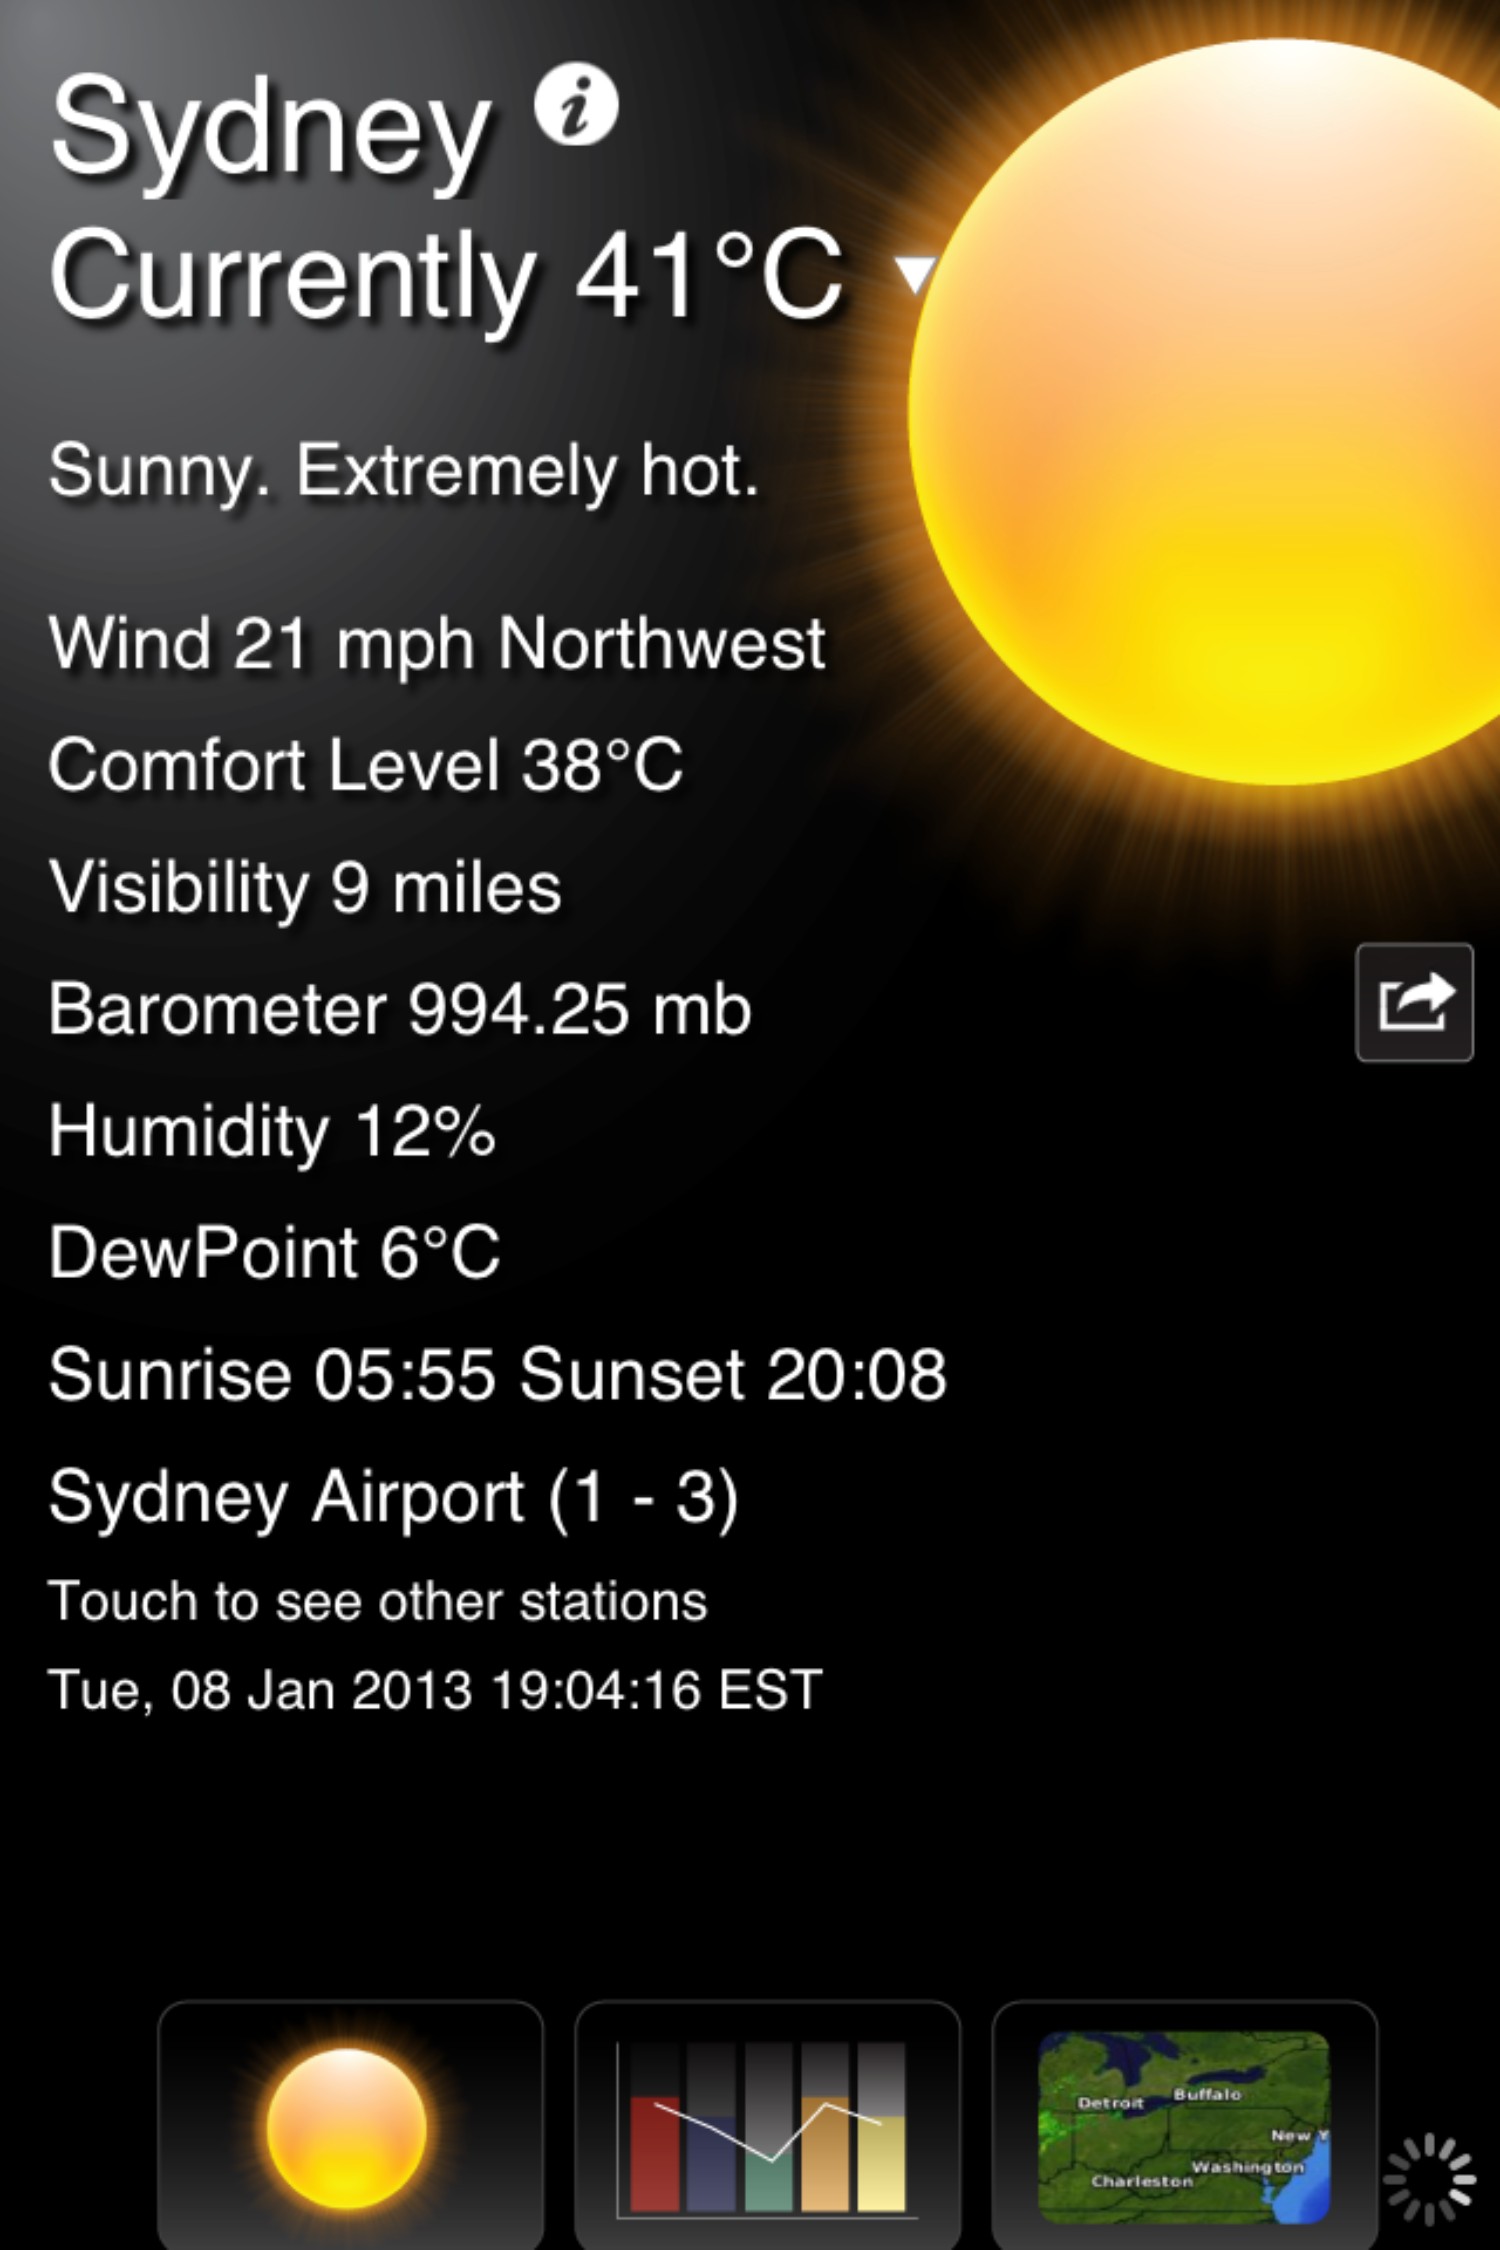 Sydney i
Currently 41°C
Sunny. Extremely hot.
Wind 21 mph Northwest
Comfort Level 38°C
Visibility 9 miles
Barometer 994.25 mb
Humidity 12%
DewPoint 6°C
Sunrise 05:55 Sunset 20:08
Sydney Airport (1 - 3)
Touch to see other stations
Tue, 08 Jan 2013 19:04:16 EST
Detroit
Buffalo
New Y
Washington
Charleston